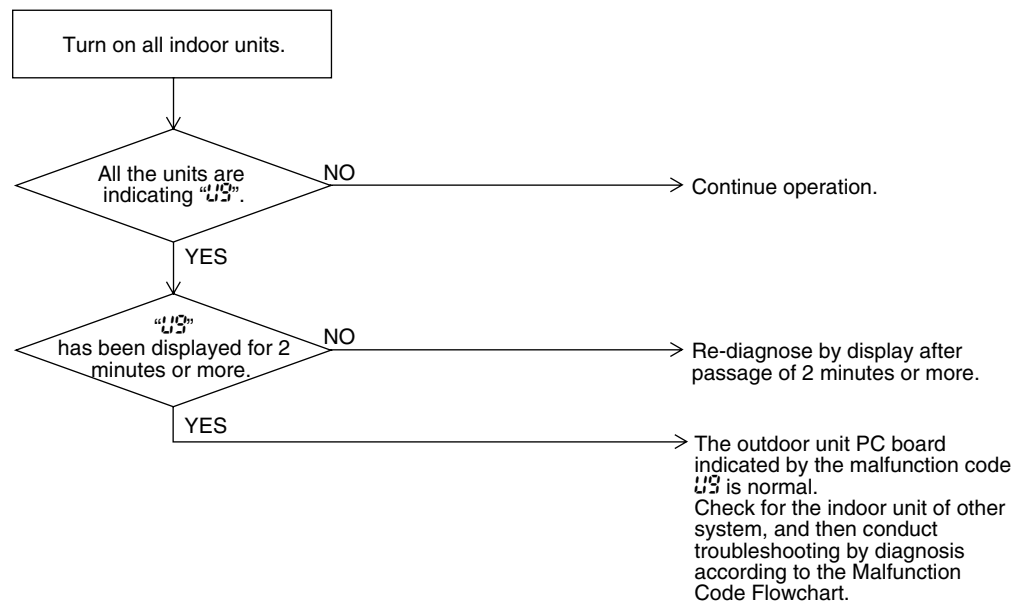 Turn on all indoor units.
All the units are
indicating “U9”.
NO
Continue operation.
YES
“U9”
has been displayed for 2
minutes or more.
NO
Re-diagnose by display after
passage of 2 minutes or more.
YES
The outdoor unit PC board
indicated by the malfunction code
U9 is normal.
Check for the indoor unit of other
system, and then conduct
troubleshooting by diagnosis
according to the Malfunction
Code Flowchart.